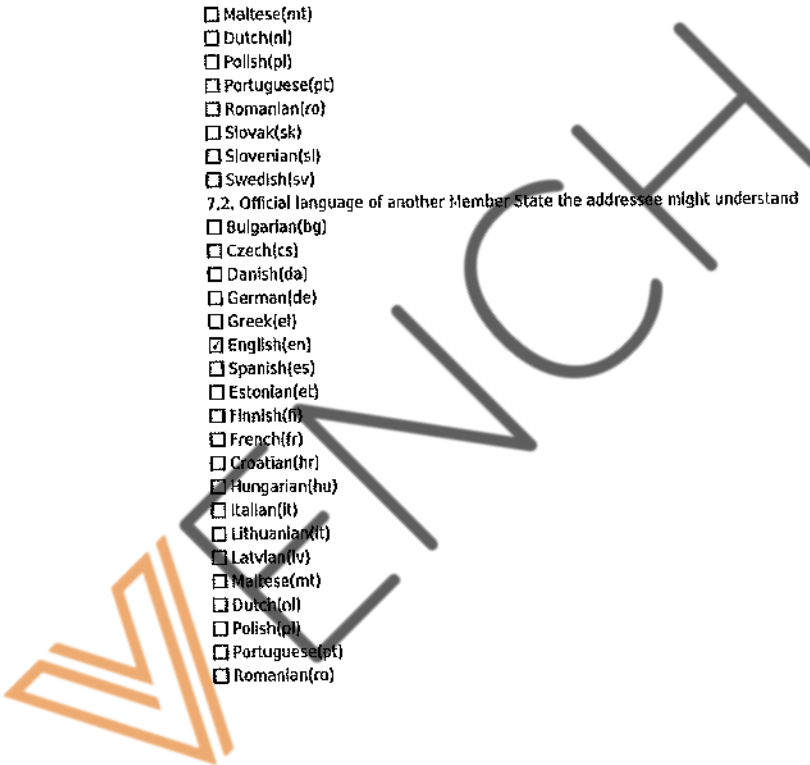 ☐ Maltese(mt)
☐ Dutch(nl)
☐ Polish(pl)
☐ Portuguese(pt)
☐ Romanian(ro)
☐ Slovak(sk)
☐ Slovenian(sl)
☐ Swedish(sv)
7.2. Official language of another Member State the addressee might understand
☐ Bulgarian(bg)
☐ Czech(cs)
☐ Danish(da)
☐ German(de)
☐ Greek(el)
☑ English(en)
☐ Spanish(es)
☐ Estonian(et)
☐ Finnish(fi)
☐ French(fr)
☐ Croatian(hr)
☐ Hungarian(hu)
☐ Italian(it)
☐ Lithuanian(lt)
☐ Latvian(lv)
☐ Maltese(mt)
☐ Dutch(nl)
☐ Polish(pl)
☐ Portuguese(pt)
☐ Romanian(ro)
ENCH